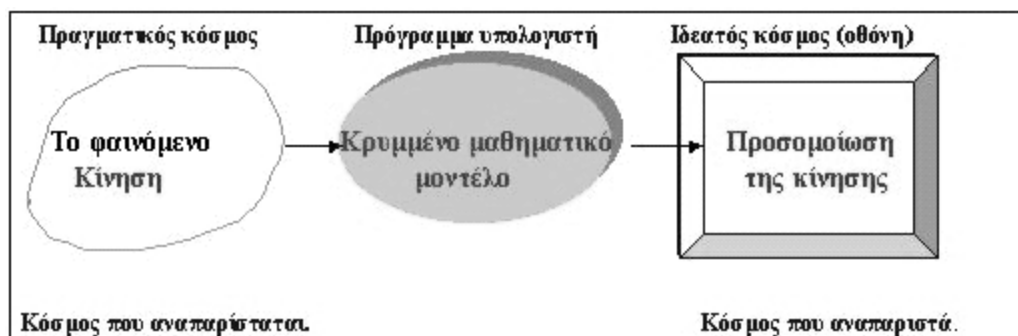 Πραγματικός κόσμος
Πρόγραμμα υπολογιστή
Ιδεατός κόσμος (οθόνη)
Το φαινόμενο
Κίνηση
Κρυμμένο μαθηματικό
μοντέλο
Προσομοίωση
της κίνησης
Κόσμος που αναπαρίσταται.
Κόσμος που αναπαριστά.